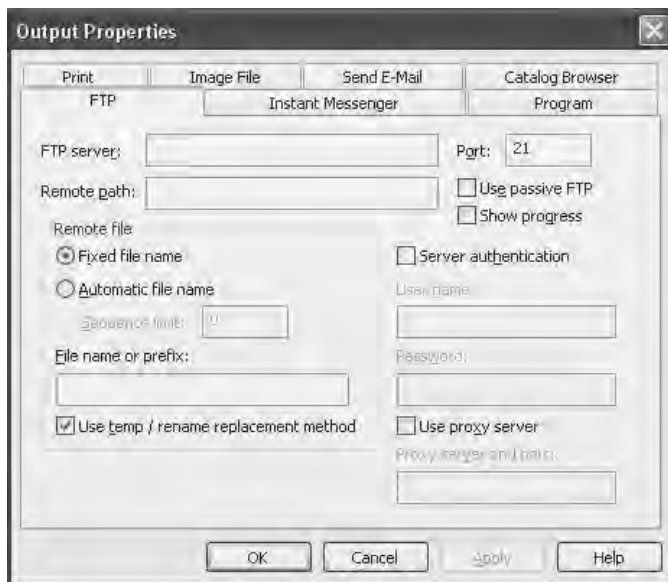 Output Properties
Print Image File Send E-Mail Catalog Browser
FTP Instant Messenger Program
FTP server: Port: 21
Remote path: Use passive FTP
Show progress
Remote file
Fixed file name Server authentication
Automatic file name User name:
Sequence limit: 0
File name or prefix: Password:
Use temp / rename replacement method Use proxy server
Proxy server and port:
OK Cancel Apply Help